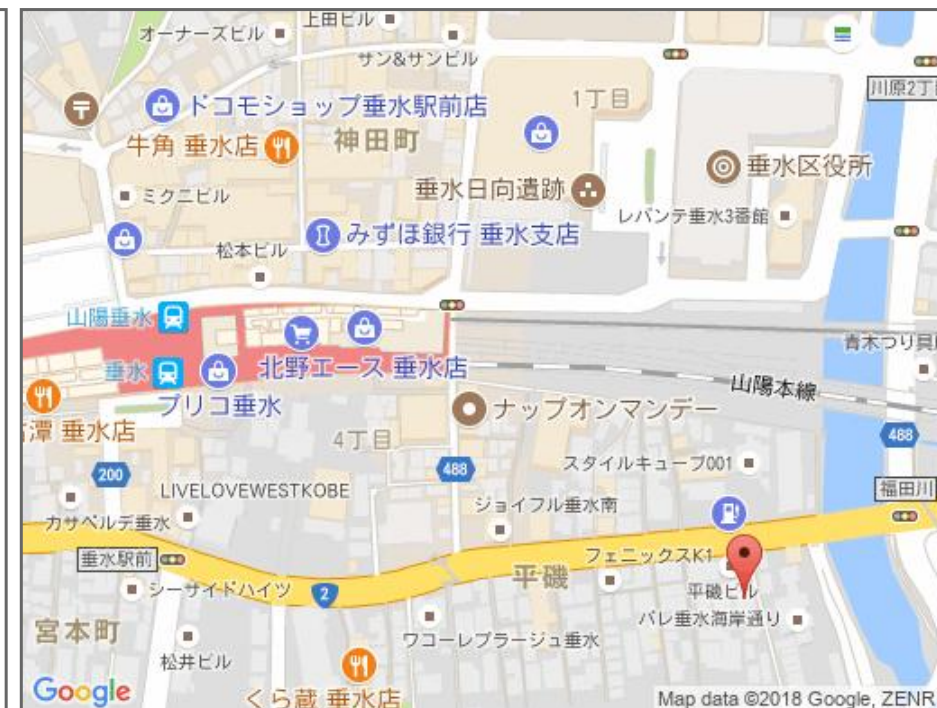 上田ビル
オーナーズビル
サン&サンビル
川原2丁目
ドコモショップ垂水駅前店
1丁目
神田町
牛角 垂水店
垂水日向遺跡
垂水区役所
ミクニビル
レバンテ垂水3番館
みずほ銀行 垂水支店
松本ビル
山陽垂水
垂水
北野エース 垂水店
青木つり具
山陽本線
プリコ垂水
ナップオンマンデー
潭 垂水店
4丁目
488
488
200
スタイルキューブ001
LIVELOVEWESTKOBE
福田川
ジョイフル垂水南
カサベルデ垂水
垂水駅前
フェニックスK1
平磯
シーサイドハイツ
2
平磯ビル
パレ垂水海岸通り
宮本町
ワコーレプラージュ垂水
松井ビル
くら蔵 垂水店
Google
Map data ©2018 Google, ZENR